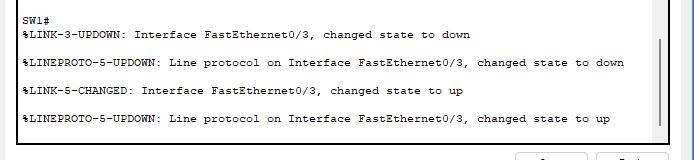 SW1#
%LINK-3-UPDOWN: Interface FastEthernet0/3, changed state to down
%LINEPROTO-5-UPDOWN: Line protocol on Interface FastEthernet0/3, changed state to down
%LINK-5-CHANGED: Interface FastEthernet0/3, changed state to up
%LINEPROTO-5-UPDOWN: Line protocol on Interface FastEthernet0/3, changed state to up